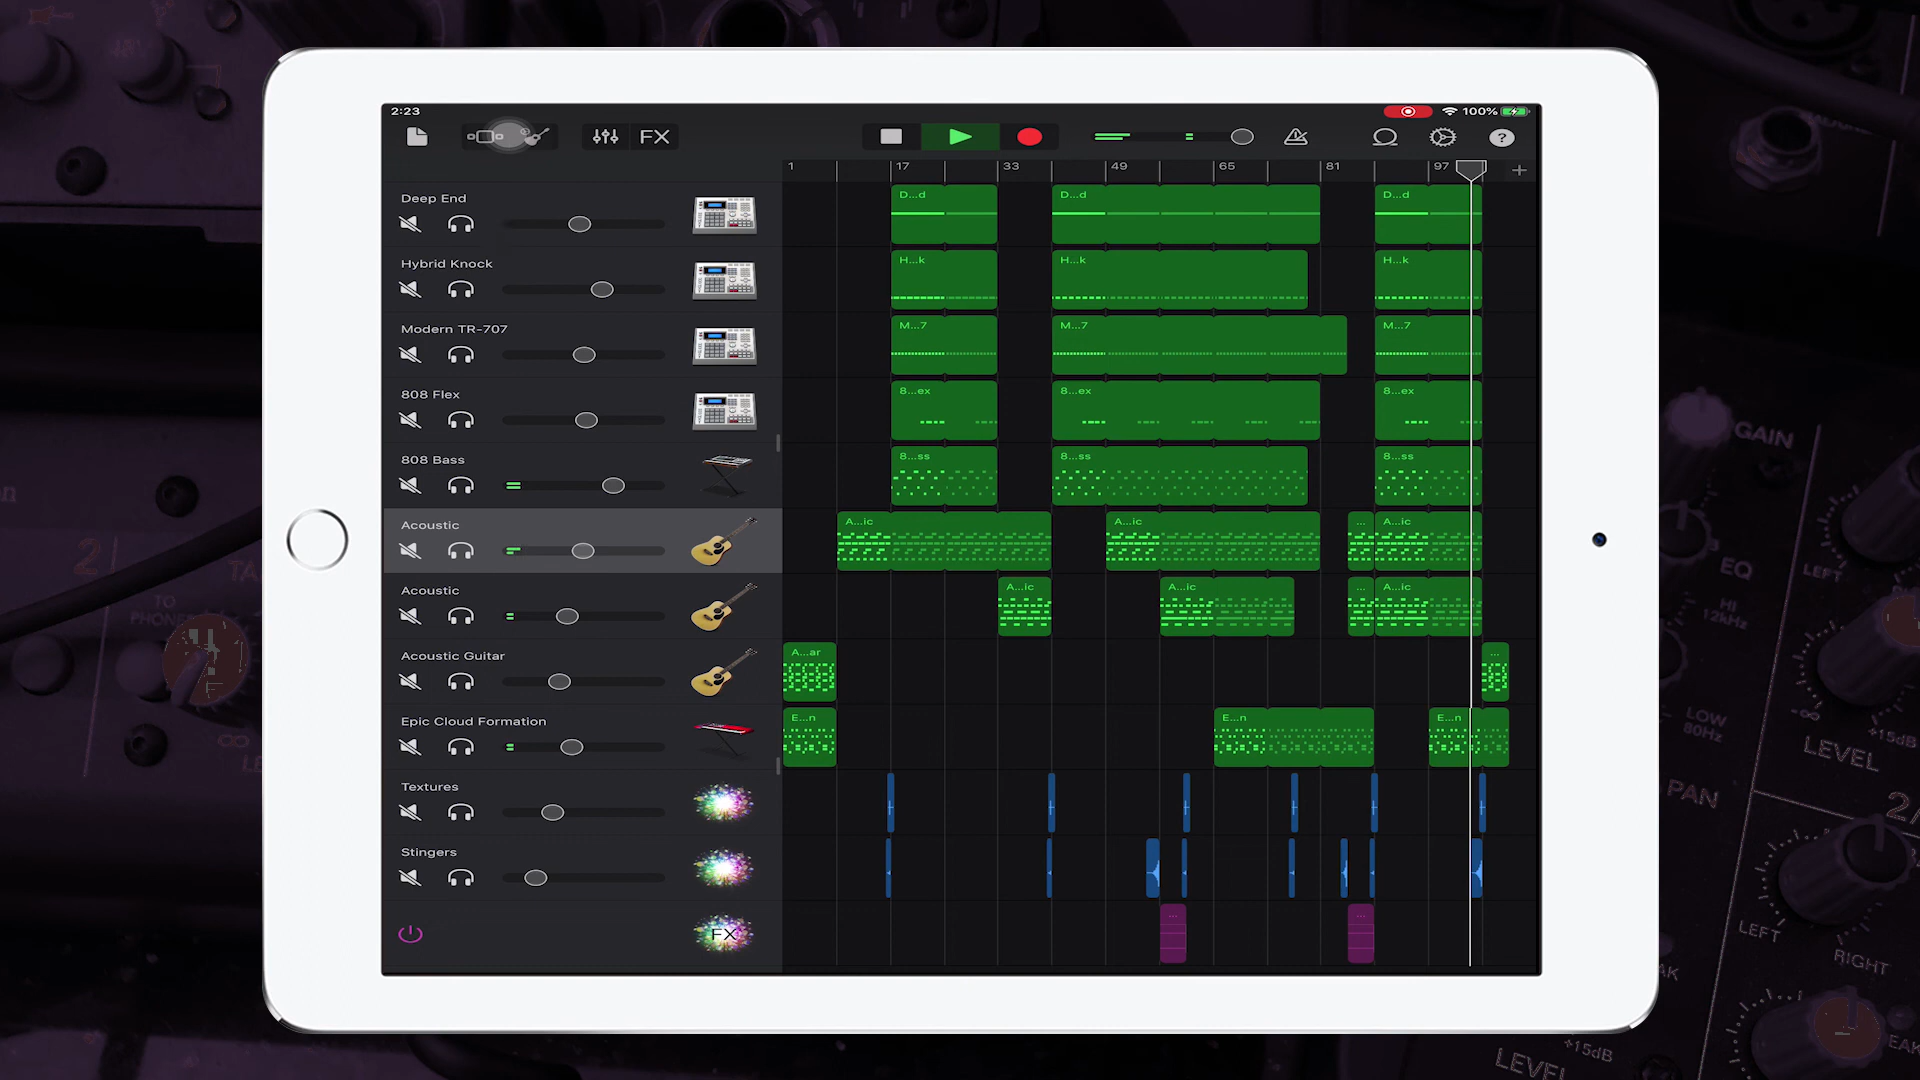 2:23
100%
FX
?
1 17 33 49 65 81 97
Deep End
D...d D...d D...d
Hybrid Knock
H...k H...k H...k
Modern TR-707
M...7 M...7 M...7
808 Flex
8...ex 8...ex 8...ex
808 Bass
8...ss 8...ss 8...ss
Acoustic
A...ic A...ic ... A...ic
Acoustic
A...ic A...ic ... A...ic
Acoustic Guitar
A...ar ...
Epic Cloud Formation
E...n E...n E...n
Textures
Stingers
FX
... ...
2
TO
GAIN
EQ
HI
12kHz
LEFT
LOW
80Hz
-∞
+15dB
LEVEL
PAN
LEFT
RIGHT
+15dB
LEVEL